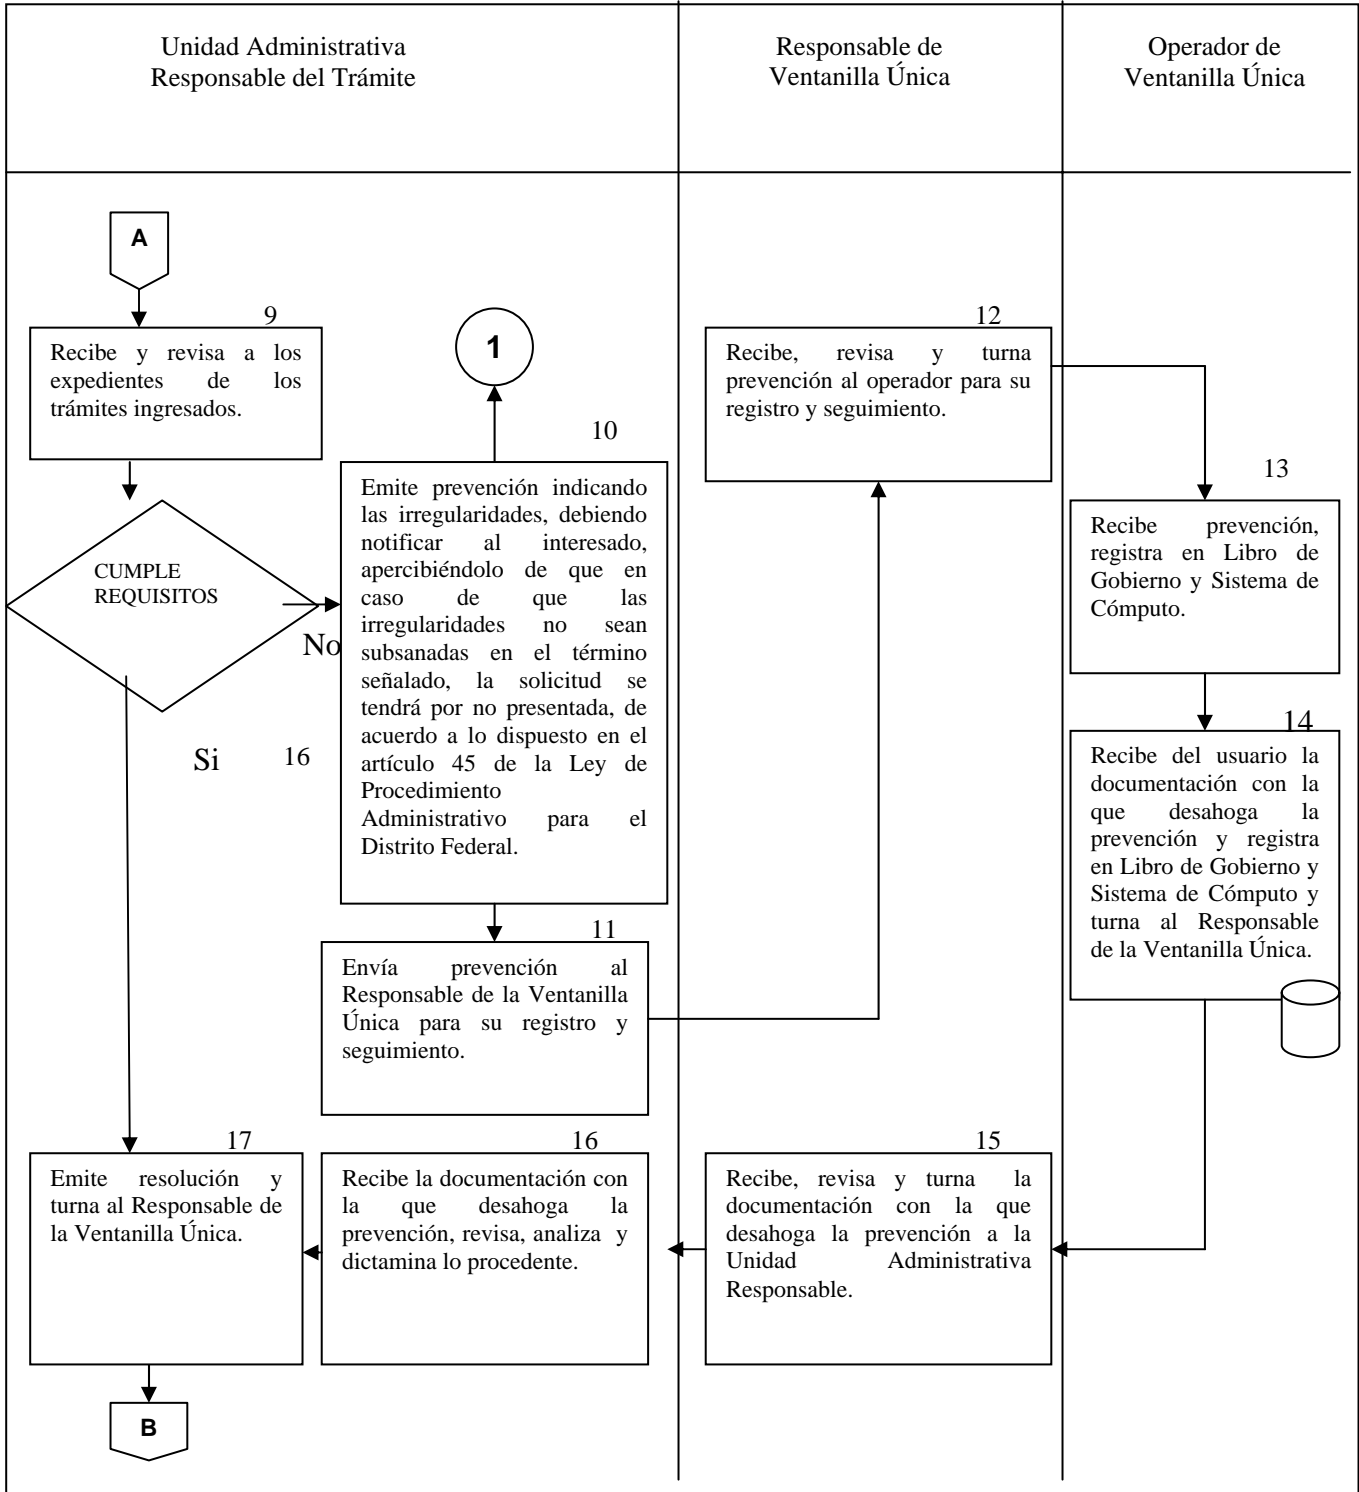 Unidad Administrativa
Responsable del Trámite
Responsable de
Ventanilla Única
Operador de
Ventanilla Única
A
9
Recibe y revisa a los
expedientes de los
trámites ingresados.
CUMPLE
REQUISITOS
No
Si
16
1
10
Emite prevención indicando
las irregularidades, debiendo
notificar al interesado,
apercibiéndolo de que en
caso de que las
irregularidades no sean
subsanadas en el término
señalado, la solicitud se
tendrá por no presentada, de
acuerdo a lo dispuesto en el
artículo 45 de la Ley de
Procedimiento
Administrativo para el
Distrito Federal.
11
Envía prevención al
Responsable de la Ventanilla
Única para su registro y
seguimiento.
12
Recibe, revisa y turna
prevención al operador para su
registro y seguimiento.
13
Recibe prevención,
registra en Libro de
Gobierno y Sistema de
Cómputo.
14
Recibe del usuario la
documentación con la
que desahoga la
prevención y registra
en Libro de Gobierno y
Sistema de Cómputo y
turna al Responsable
de la Ventanilla Única.
15
Recibe, revisa y turna la
documentación con la que
desahoga la prevención a la
Unidad Administrativa
Responsable.
16
Recibe la documentación con
la que desahoga la
prevención, revisa, analiza y
dictamina lo procedente.
17
Emite resolución y
turna al Responsable de
la Ventanilla Única.
B